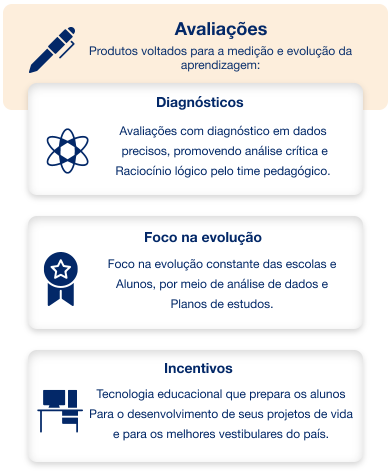 Avaliações
Produtos voltados para a medição e evolução da
aprendizagem:
Diagnósticos
Avaliações com diagnóstico em dados
precisos, promovendo análise crítica e
Raciocínio lógico pelo time pedagógico.
Foco na evolução
Foco na evolução constante das escolas e
Alunos, por meio de análise de dados e
Planos de estudos.
Incentivos
Tecnologia educacional que prepara os alunos
Para o desenvolvimento de seus projetos de vida
e para os melhores vestibulares do país.